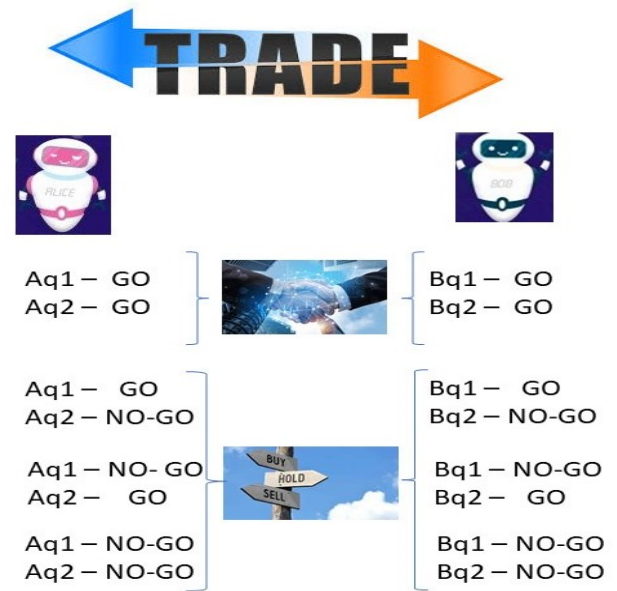 TRADE
ALICE
BOB
Aq1 – GO
Aq2 – GO
Bq1 – GO
Bq2 – GO
Aq1 – GO
Aq2 – NO-GO
Aq1 – NO- GO
Aq2 – GO
Aq1 – NO-GO
Aq2 – NO-GO
BUY
HOLD
SELL
Bq1 – GO
Bq2 – NO-GO
Bq1 – NO-GO
Bq2 – GO
Bq1 – NO-GO
Bq2 – NO-GO